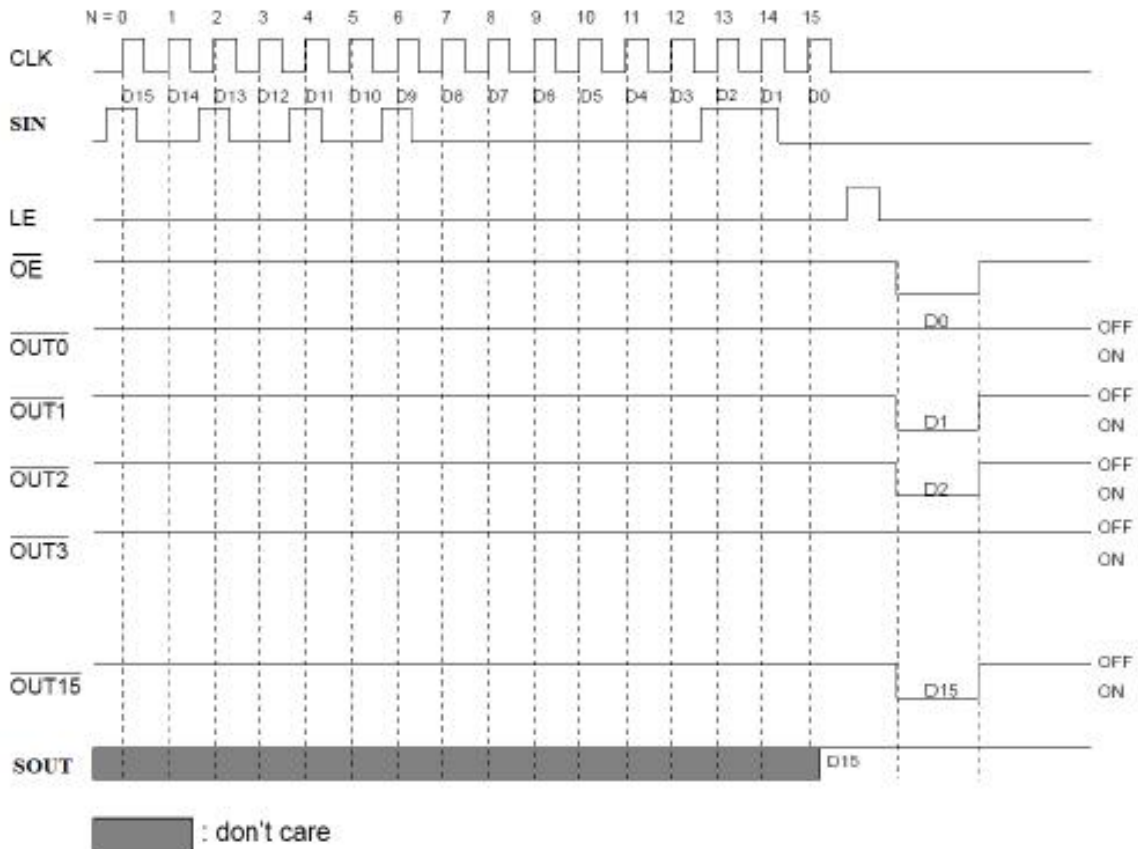 N = 0 1 2 3 4 5 6 7 8 9 10 11 12 13 14 15
CLK
D15 D14 D13 D12 D11 D10 D9 D8 D7 D6 D5 D4 D3 D2 D1 D0
SIN
LE
OE
D0
OUT0
OFF
ON
OUT1
D1
OFF
ON
OUT2
D2
OFF
ON
OUT3
OFF
ON
OUT15
D15
OFF
ON
SOUT
D15
: don't care